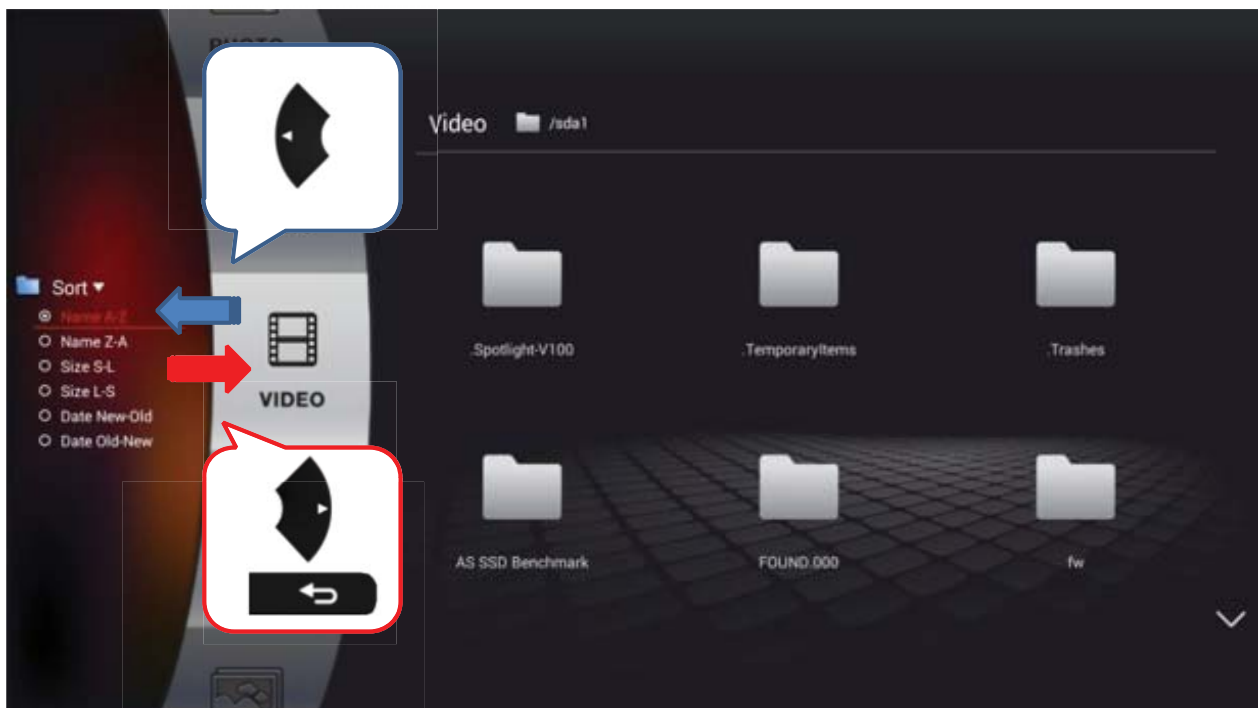 PHOTO
Video /sda1
Sort
Name A-Z
Name Z-A
Size S-L
Size L-S
Date New-Old
Date Old-New
VIDEO
.Spotlight-V100
.TemporaryItems
.Trashes
AS SSD Benchmark
FOUND.000
fw